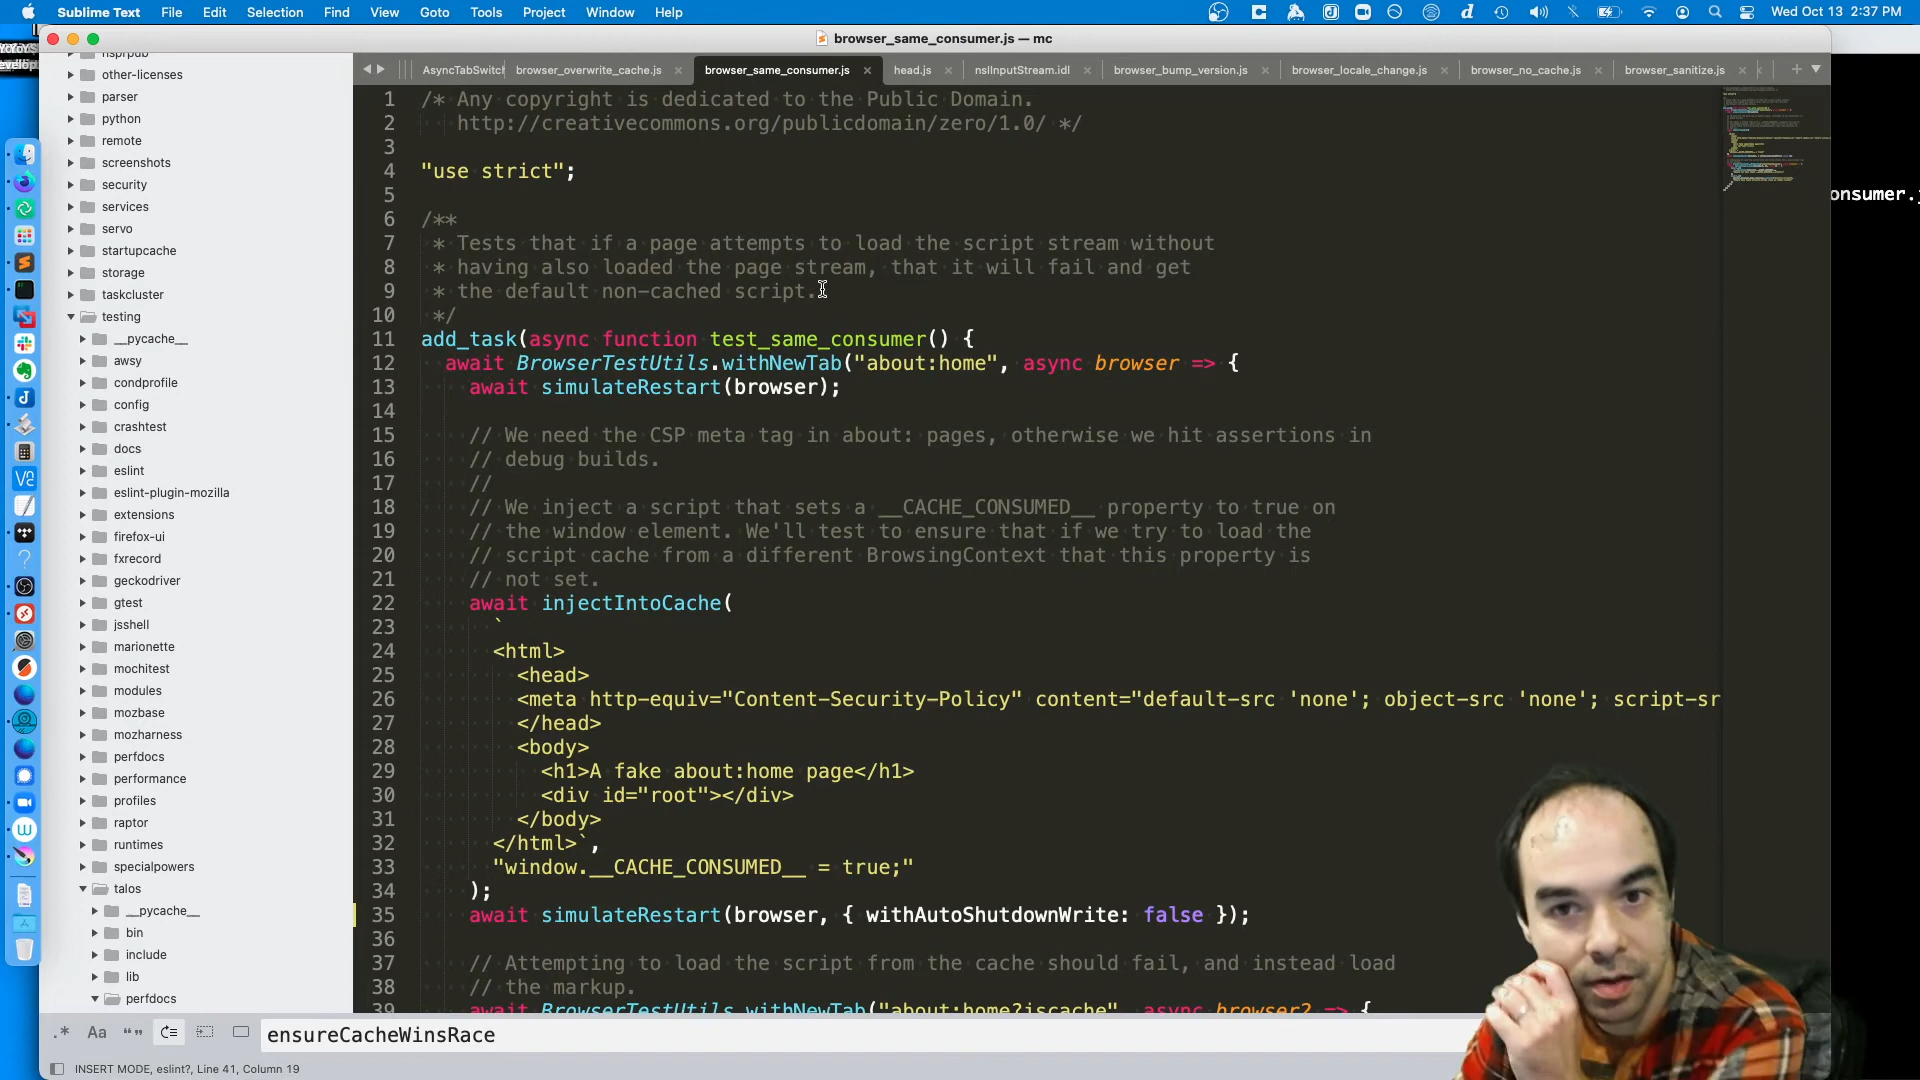 Sublime Text File Edit Selection Find View Goto Tools Project Window Help
Wed Oct 13 2:37 PM
browser_same_consumer.js — mc
AsyncTabSwitch browser_overwrite_cache.js browser_same_consumer.js head.js nsIInputStream.idl browser_bump_version.js browser_locale_change.js browser_no_cache.js browser_sanitize.js
nsprpub
other-licenses
parser
python
remote
screenshots
security
services
servo
startupcache
storage
taskcluster
testing
__pycache__
awsy
condprofile
config
crashtest
docs
eslint
eslint-plugin-mozilla
extensions
firefox-ui
fxrecord
geckodriver
gtest
jsshell
marionette
mochitest
modules
mozbase
mozharness
perfdocs
performance
profiles
raptor
runtimes
specialpowers
talos
__pycache__
bin
include
lib
perfdocs
1 /* Any copyright is dedicated to the Public Domain.
2 http://creativecommons.org/publicdomain/zero/1.0/ */
3
4 "use strict";
5
6 /**
7 * Tests that if a page attempts to load the script stream without
8 * having also loaded the page stream, that it will fail and get
9 * the default non-cached script.
10 */
11 add_task(async function test_same_consumer() {
12 await BrowserTestUtils.withNewTab("about:home", async browser => {
13 await simulateRestart(browser);
14
15 // We need the CSP meta tag in about: pages, otherwise we hit assertions in
16 // debug builds.
17 //
18 // We inject a script that sets a __CACHE_CONSUMED__ property to true on
19 // the window element. We'll test to ensure that if we try to load the
20 // script cache from a different BrowsingContext that this property is
21 // not set.
22 await injectIntoCache(
23 `
24 <html>
25 <head>
26 <meta http-equiv="Content-Security-Policy" content="default-src 'none'; object-src 'none'; script-sr
27 </head>
28 <body>
29 <h1>A fake about:home page</h1>
30 <div id="root"></div>
31 </body>
32 </html>`,
33 "window.__CACHE_CONSUMED__ = true;"
34 );
35 await simulateRestart(browser, { withAutoShutdownWrite: false });
36
37 // Attempting to load the script from the cache should fail, and instead load
38 // the markup.
39 await BrowserTestUtils.withNewTab("about:home?jscache", async browser2 => {
onsumer.j
ensureCacheWinsRace
INSERT MODE, eslint?, Line 41, Column 19